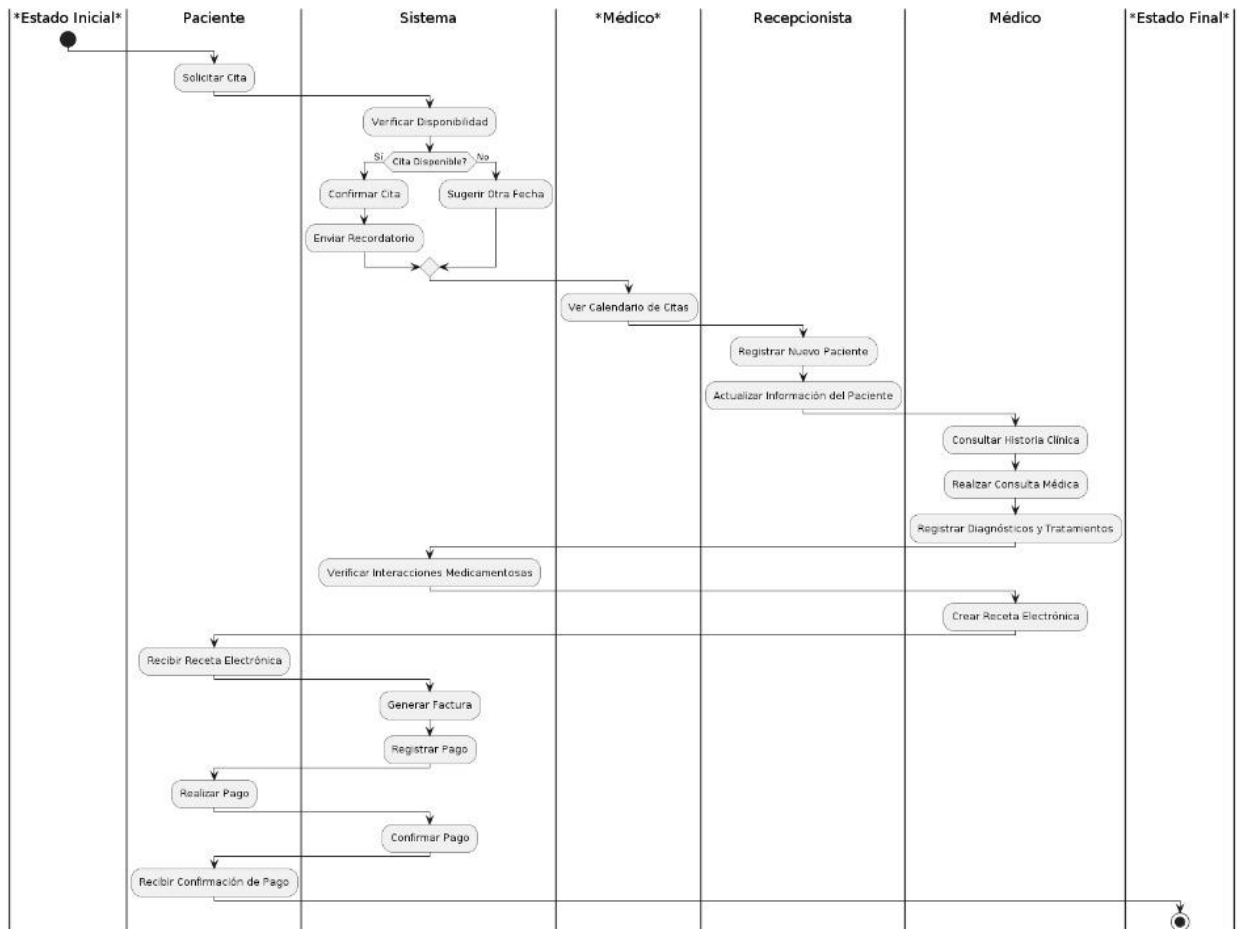 *Estado Inicial*
Paciente
Sistema
*Médico*
Recepcionista
Médico
*Estado Final*
Solicitar Cita
Verificar Disponibilidad
Sí
Cita Disponible?
No
Confirmar Cita
Sugerir Otra Fecha
Enviar Recordatorio
Ver Calendario de Citas
Registrar Nuevo Paciente
Actualizar Información del Paciente
Consultar Historia Clínica
Realizar Consulta Médica
Registrar Diagnósticos y Tratamientos
Verificar Interacciones Medicamentosas
Crear Receta Electrónica
Recibir Receta Electrónica
Generar Factura
Registrar Pago
Realizar Pago
Confirmar Pago
Recibir Confirmación de Pago